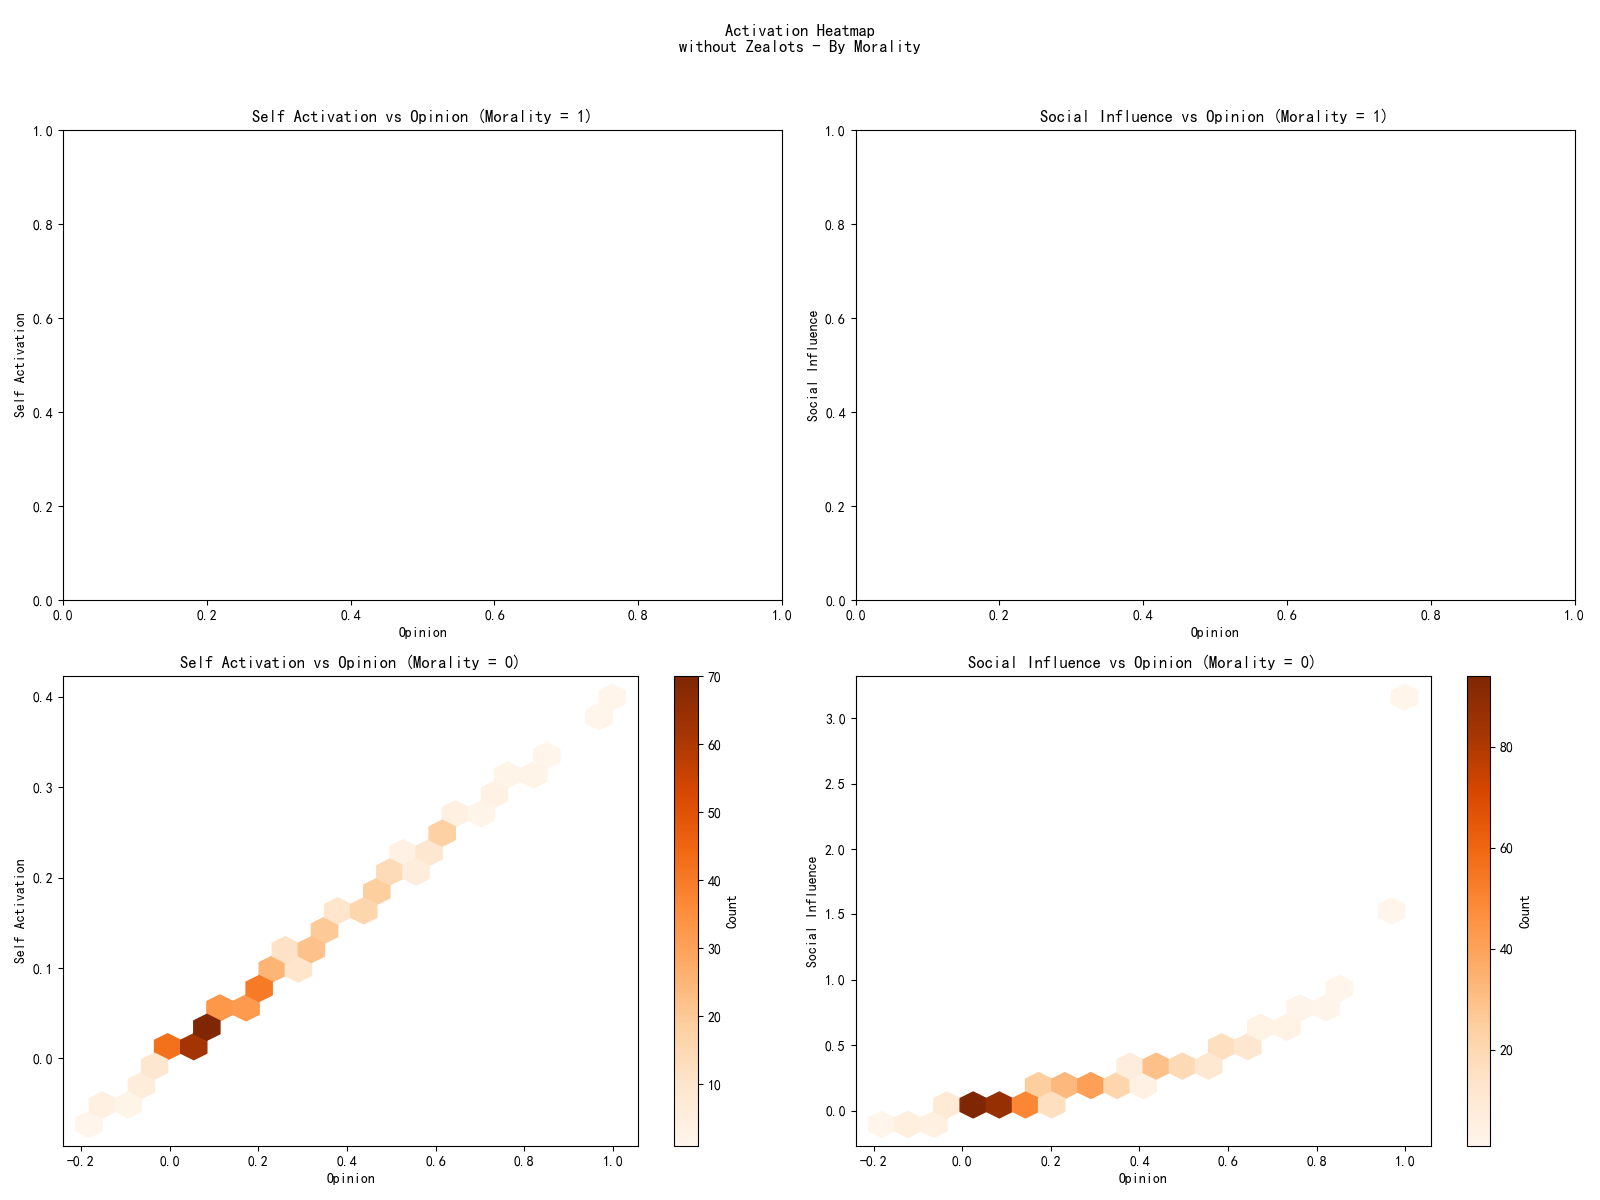 Activation Heatmap
without Zealots - By Morality
Self Activation vs Opinion (Morality = 1)
1.0
0.8
0.6
0.4
0.2
0.0
Self Activation
0.0 0.2 0.4 0.6 0.8 1.0
Opinion
Social Influence vs Opinion (Morality = 1)
1.0
0.8
0.6
0.4
0.2
0.0
Social Influence
0.0 0.2 0.4 0.6 0.8 1.0
Opinion
Self Activation vs Opinion (Morality = 0)
0.4
0.3
0.2
0.1
0.0
Self Activation
-0.2 0.0 0.2 0.4 0.6 0.8 1.0
Opinion
70
60
50
40
30
20
10
Count
Social Influence vs Opinion (Morality = 0)
3.0
2.5
2.0
1.5
1.0
0.5
0.0
Social Influence
-0.2 0.0 0.2 0.4 0.6 0.8 1.0
Opinion
80
60
40
20
Count